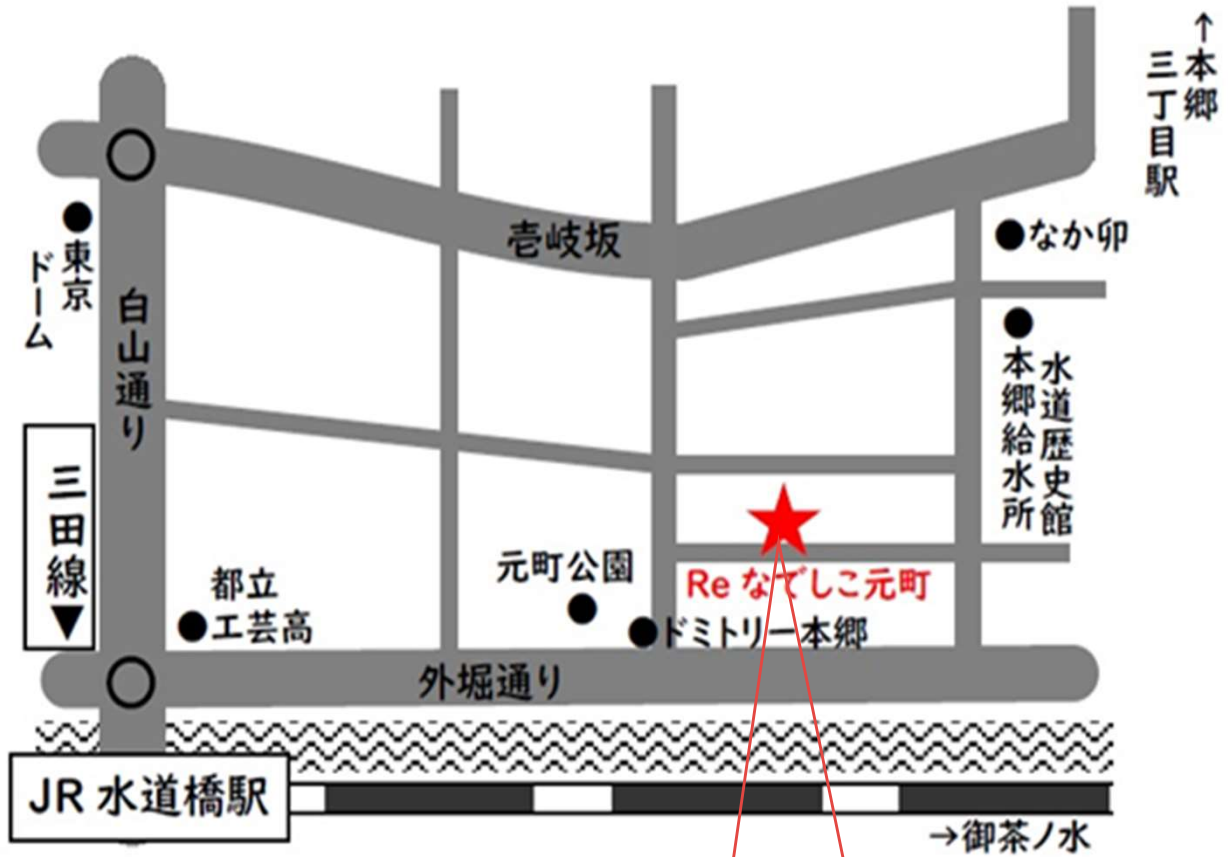 ↑本郷
三丁目駅
壱岐坂
●なか卯
●東京
ドーム
白山通り
水道歴史館
本郷給水所
三田線▼
元町公園
都立
●工芸高
Re なでしこ元町
●ドミトリー本郷
外堀通り
JR 水道橋駅
→御茶ノ水